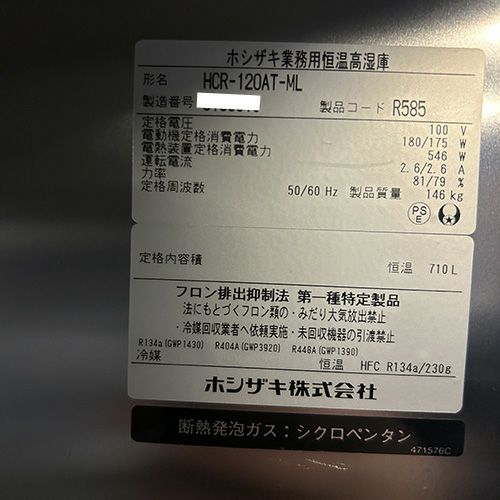 ホシザキ業務用恒温高湿庫
形名 HCR-120AT-ML
製造番号 製品コード R585
定格電圧 100 V
電動機定格消費電力 180/175 W
電熱装置定格消費電力 546 W
運転電流 2.6/2.6 A
力率 81/79 %
定格周波数 50/60 Hz 製品質量 146 kg
PS
E
定格内容積 恒温 710 L
フロン排出抑制法 第一種特定製品
法にもとづくフロン類の・みだり大気放出禁止
・冷媒回収業者へ依頼実施・未回収機器の引渡禁止
R134a(GWP1430) R404A(GWP3920) R448A(GWP1390)
冷媒 恒温 HFC R134a/230g
ホシザキ株式会社
断熱発泡ガス:シクロペンタン
471576C